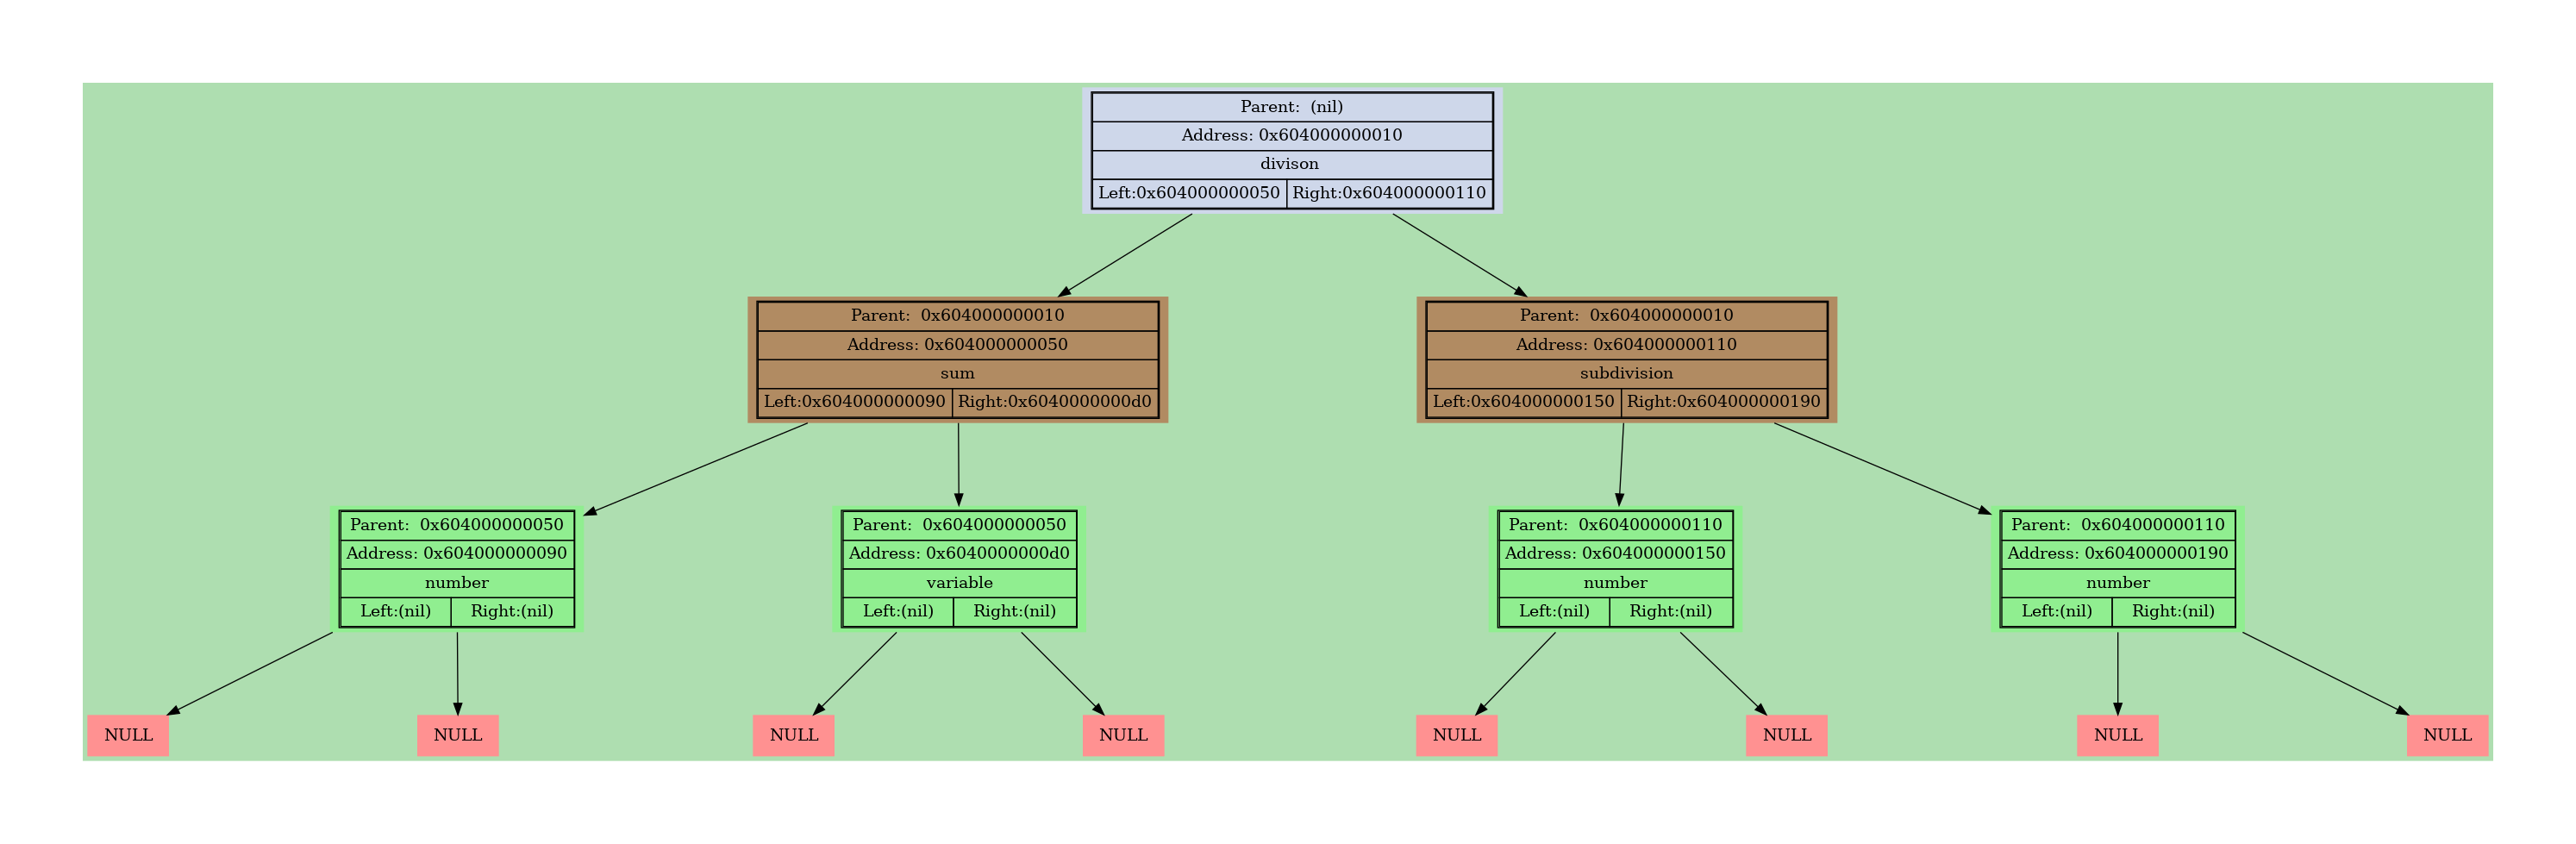 Parent:  (nil)
Address: 0x604000000010
divison
Left:0x604000000050 Right:0x604000000110
Parent:  0x604000000010
Address: 0x604000000050
sum
Left:0x604000000090 Right:0x6040000000d0
Parent:  0x604000000010
Address: 0x604000000110
subdivision
Left:0x604000000150 Right:0x604000000190
Parent:  0x604000000050
Address: 0x604000000090
number
Left:(nil) Right:(nil)
Parent:  0x604000000050
Address: 0x6040000000d0
variable
Left:(nil) Right:(nil)
Parent:  0x604000000110
Address: 0x604000000150
number
Left:(nil) Right:(nil)
Parent:  0x604000000110
Address: 0x604000000190
number
Left:(nil) Right:(nil)
NULL
NULL
NULL
NULL
NULL
NULL
NULL
NULL